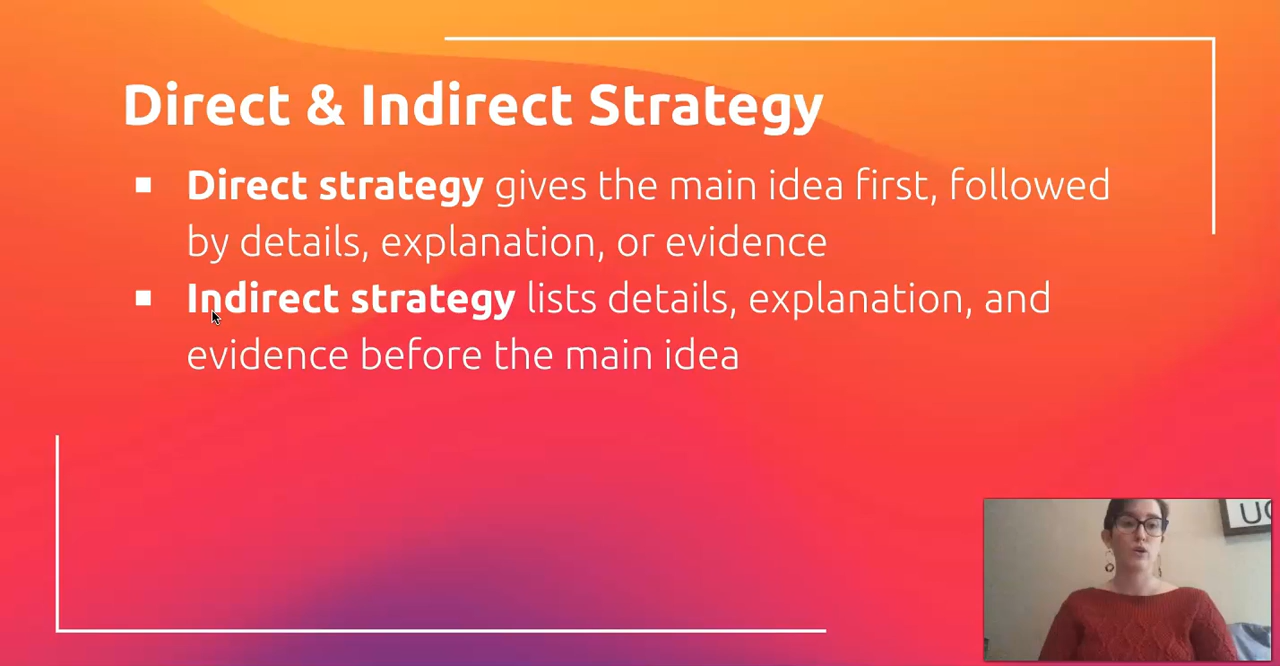 Direct & Indirect Strategy
▪ Direct strategy gives the main idea first, followed
by details, explanation, or evidence
▪ Indirect strategy lists details, explanation, and
evidence before the main idea